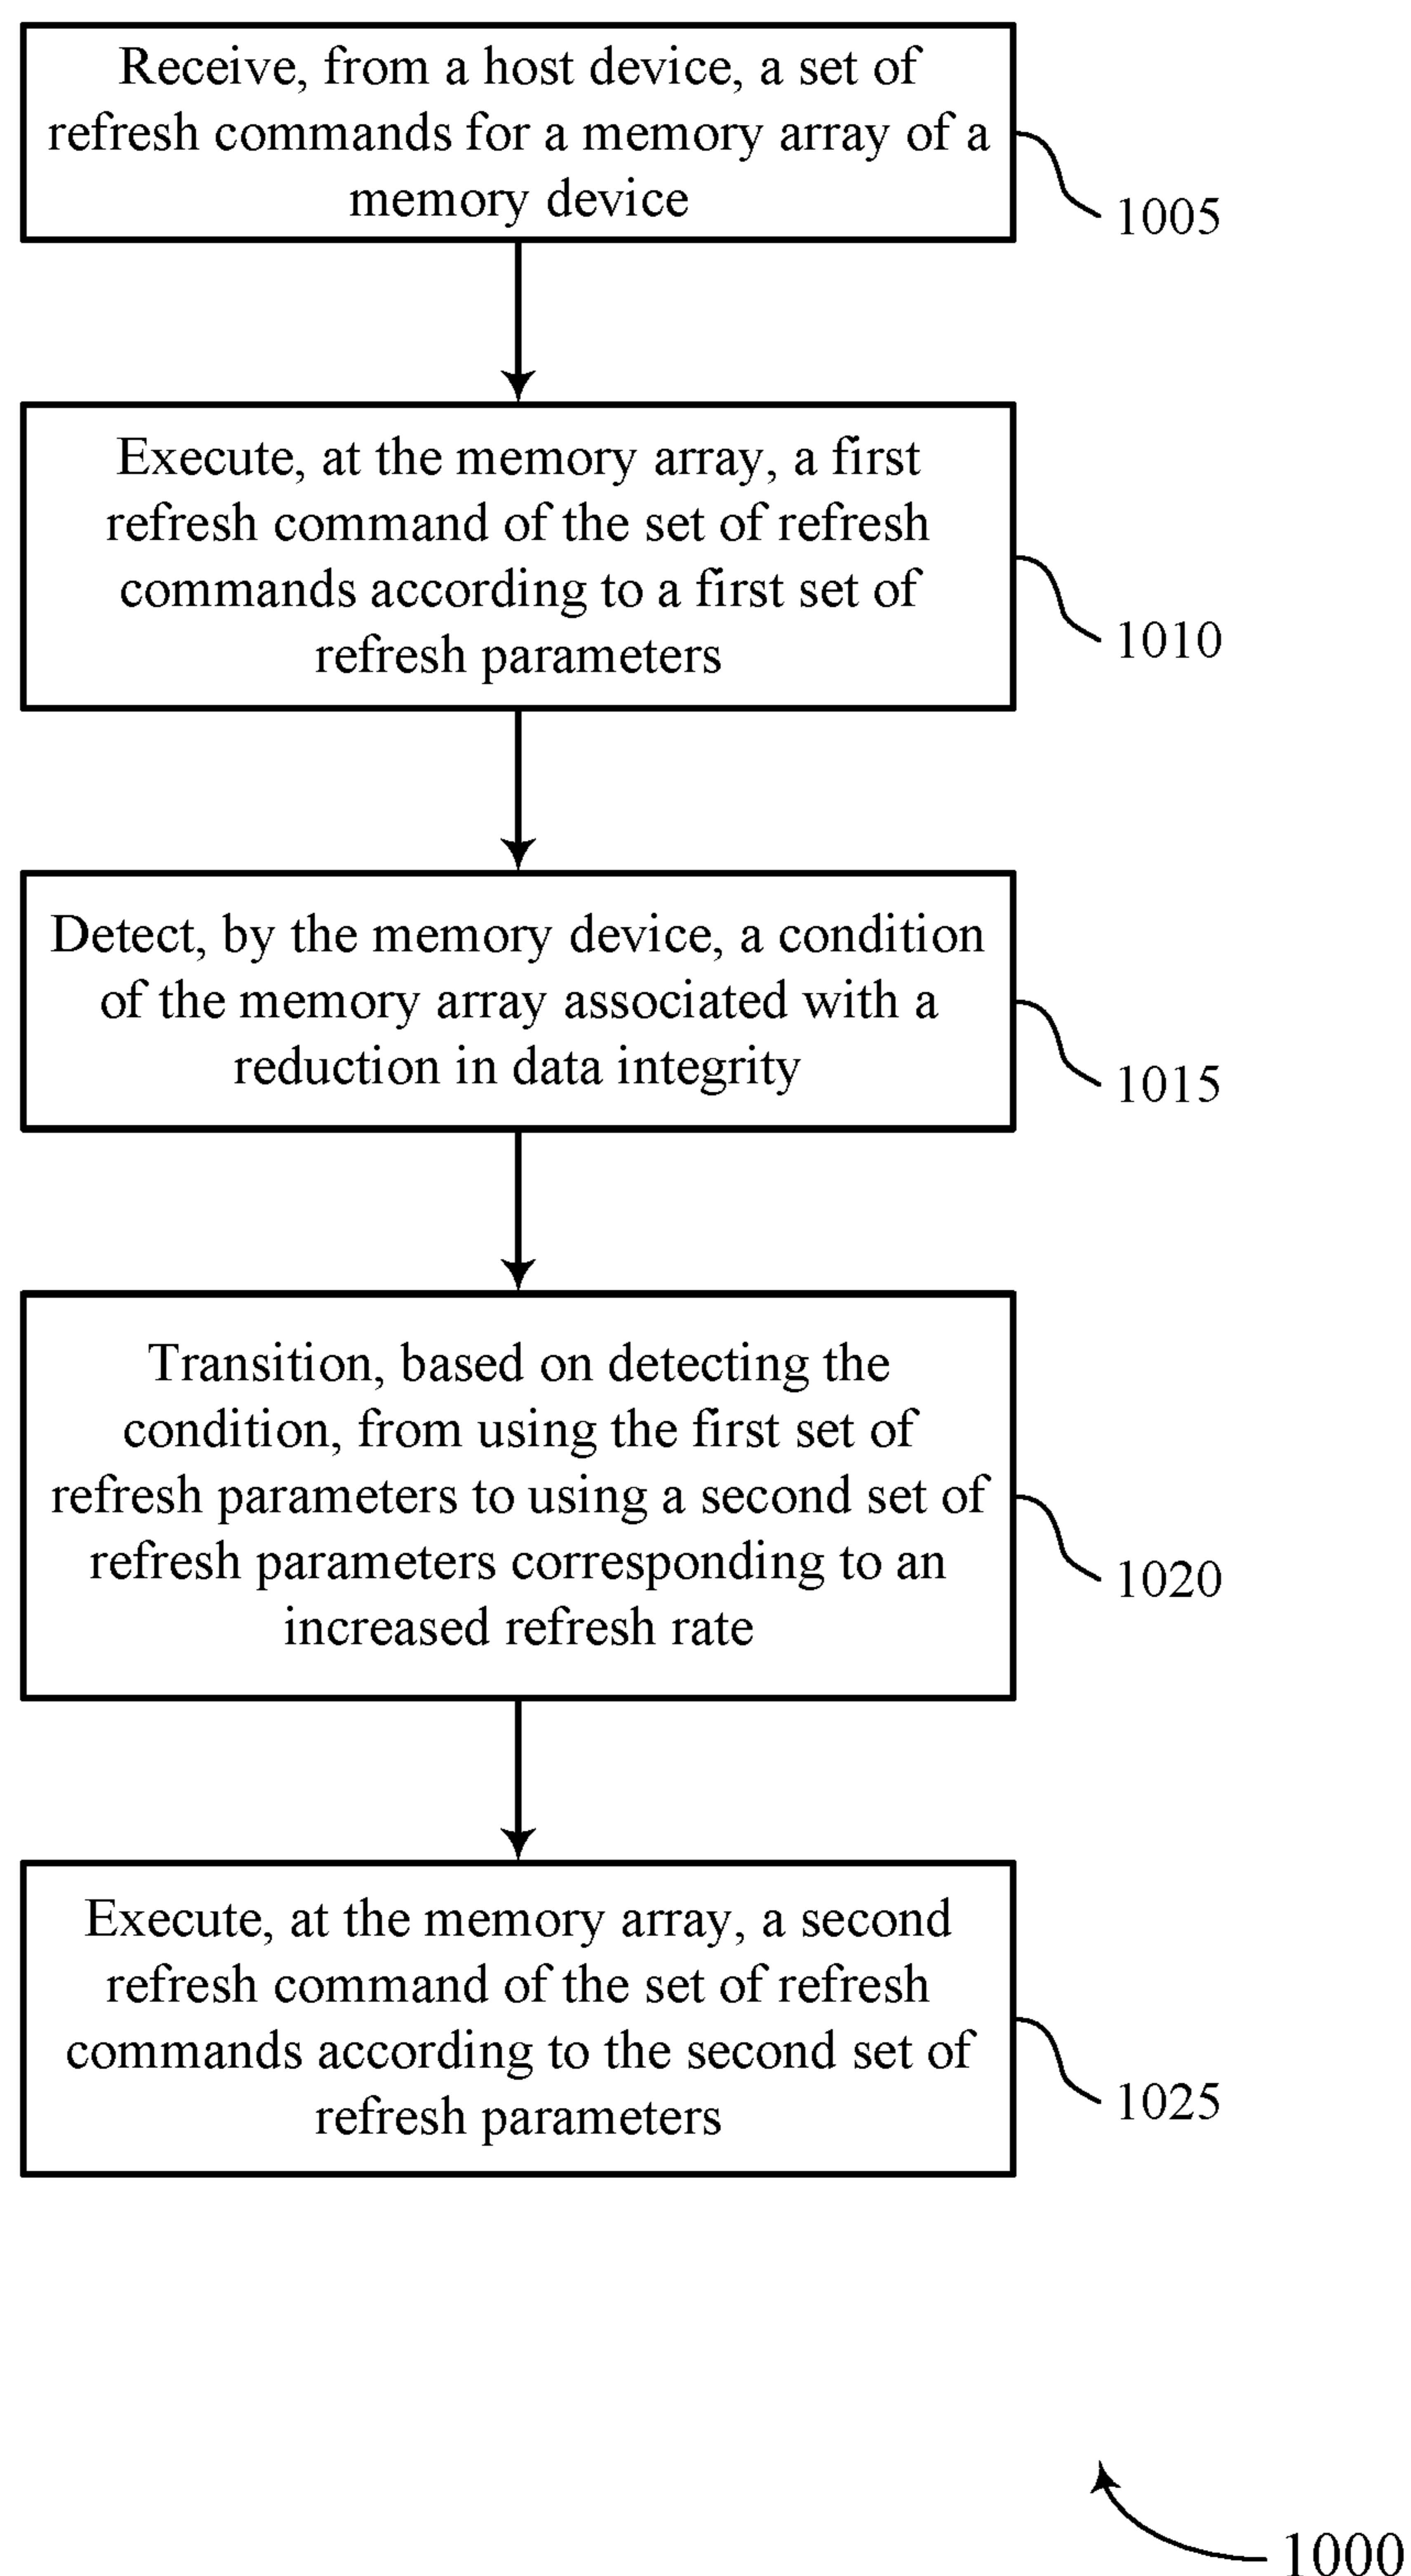 Receive, from a host device, a set of
refresh commands for a memory array of a
memory device
1005
Execute, at the memory array, a first
refresh command of the set of refresh
commands according to a first set of
refresh parameters
1010
Detect, by the memory device, a condition
of the memory array associated with a
reduction in data integrity
1015
Transition, based on detecting the
condition, from using the first set of
refresh parameters to using a second set of
refresh parameters corresponding to an
increased refresh rate
1020
Execute, at the memory array, a second
refresh command of the set of refresh
commands according to the second set of
refresh parameters
1025
1000